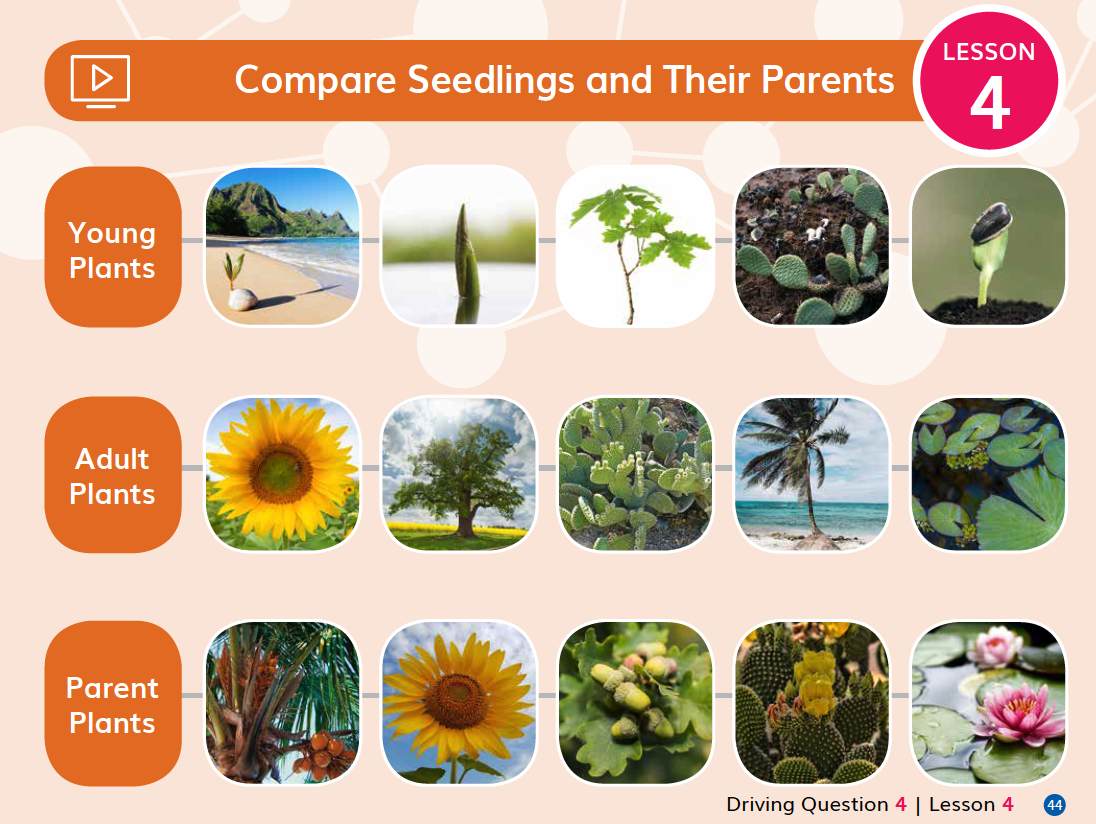 Compare Seedlings and Their Parents
LESSON
4
Young
Plants
Adult
Plants
Parent
Plants
Driving Question 4 | Lesson 4
44